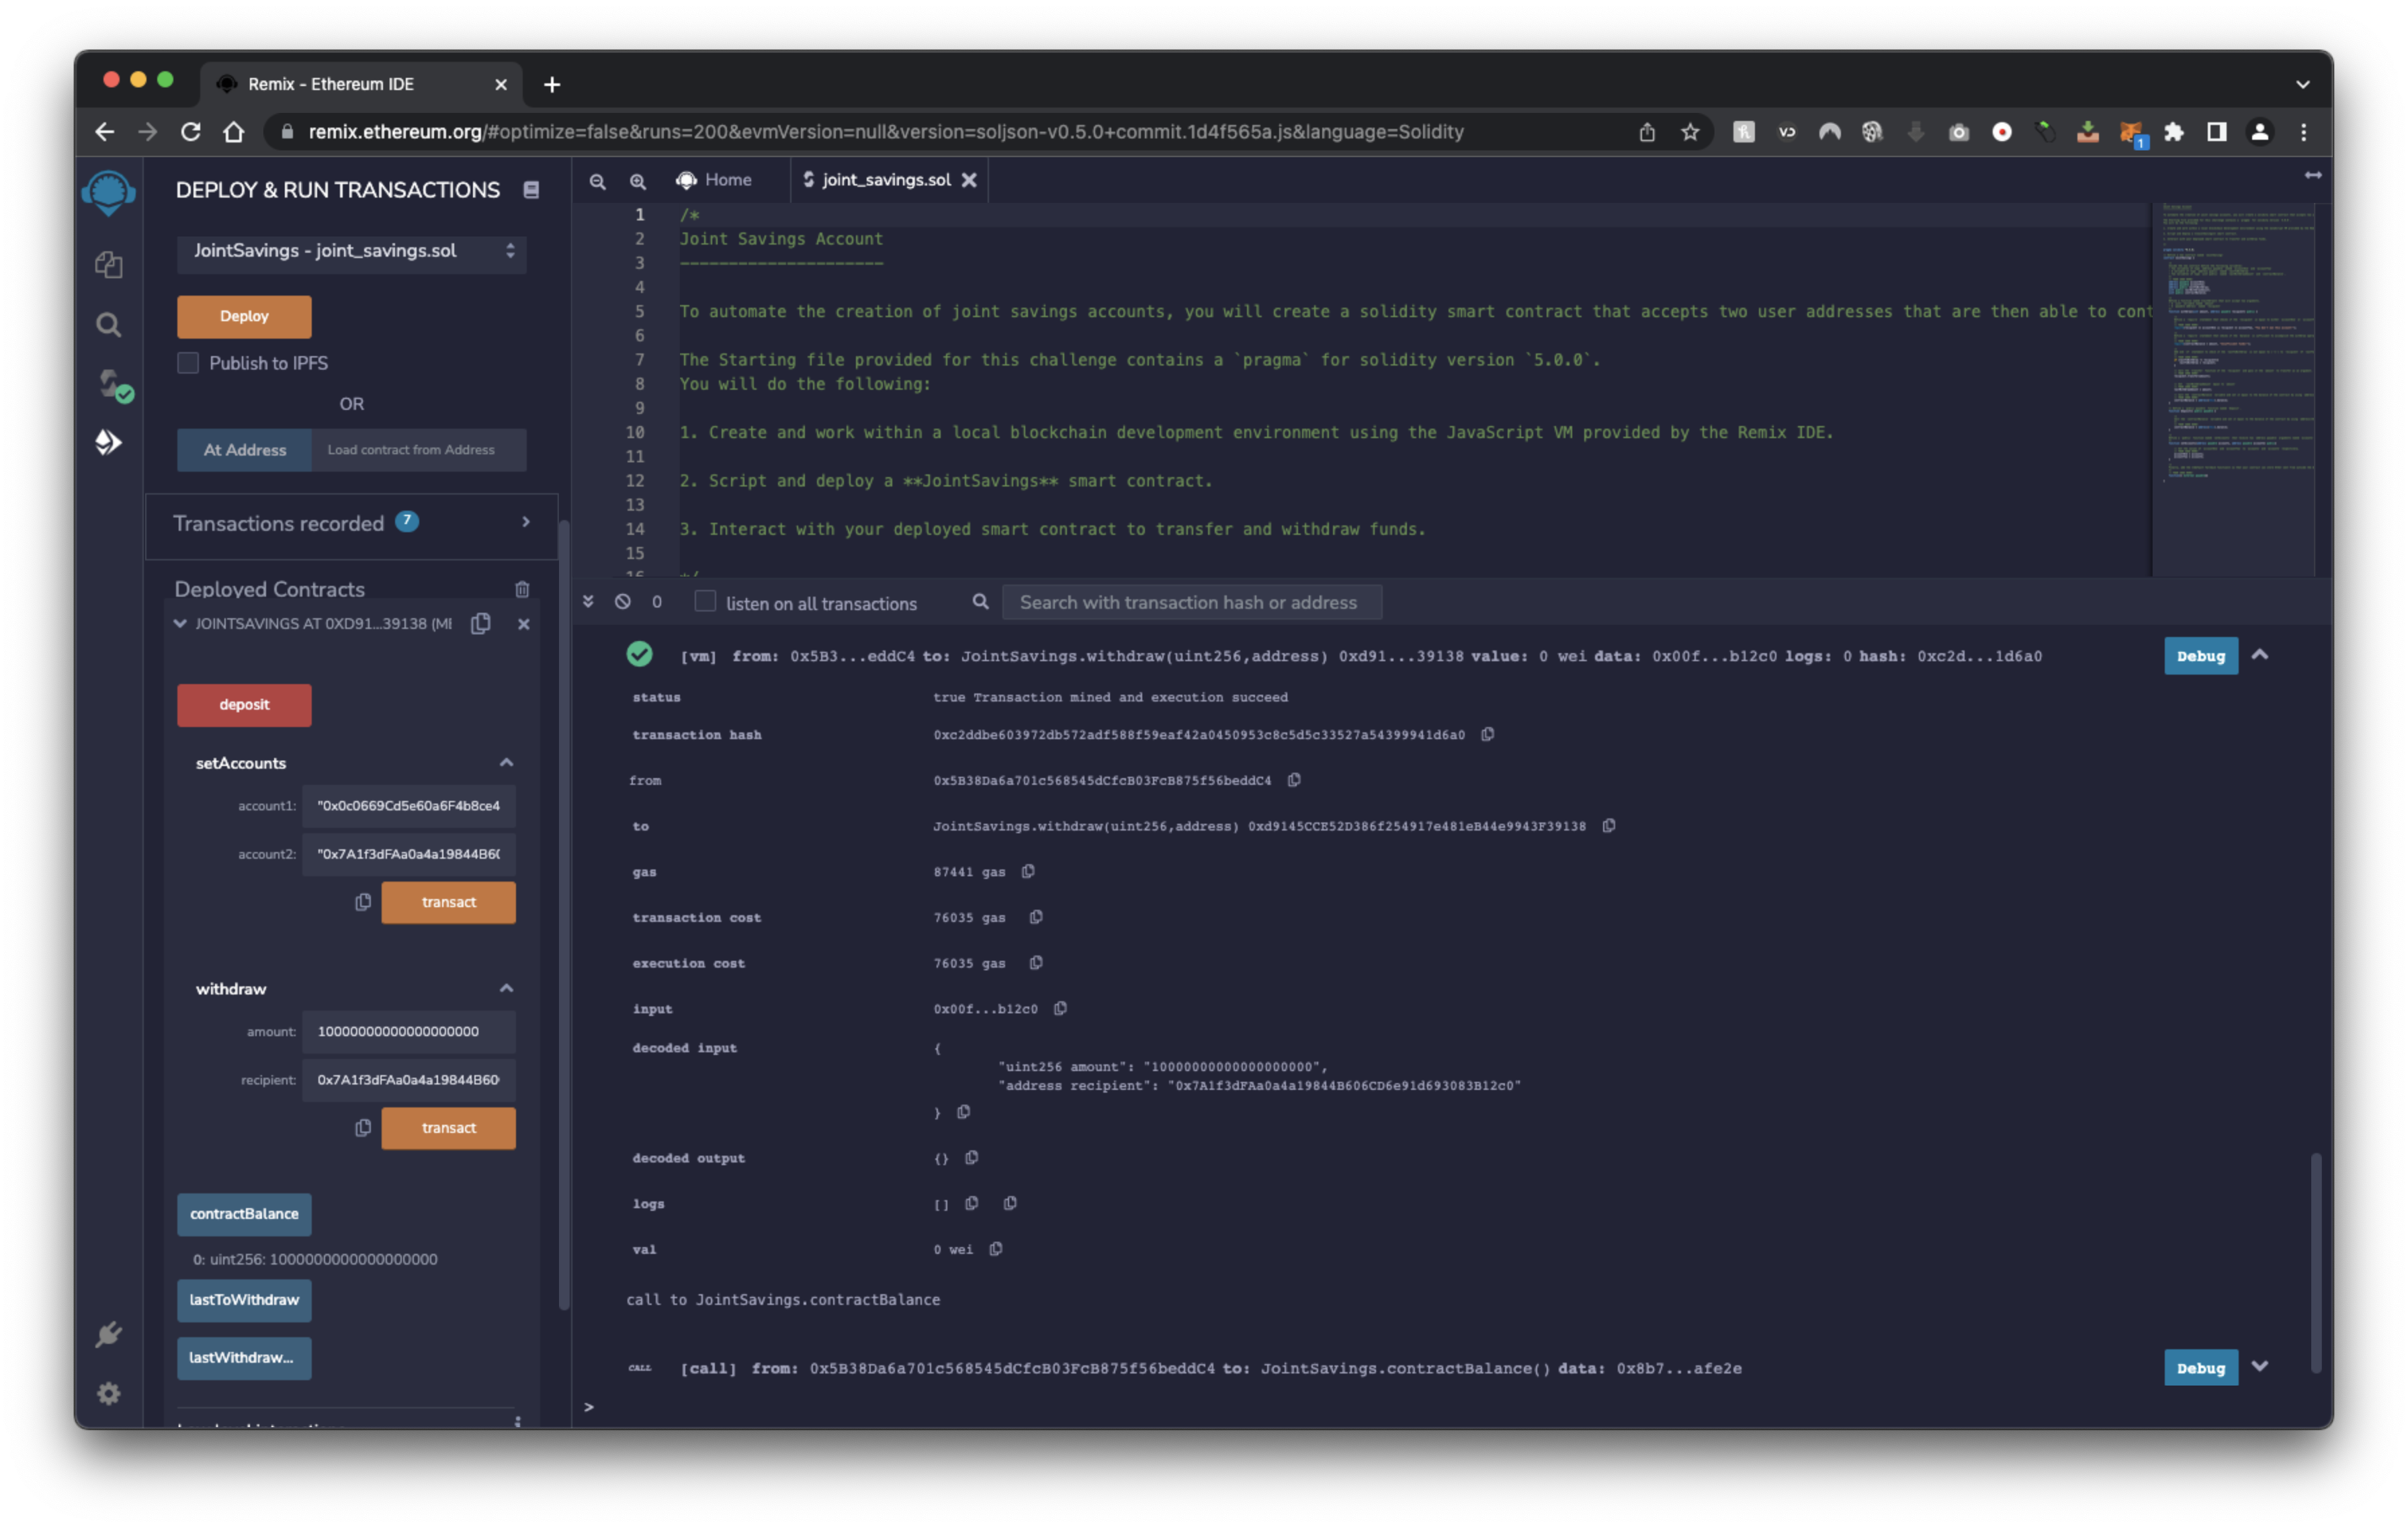 Remix - Ethereum IDE
remix.ethereum.org/#optimize=false&runs=200&evmVersion=null&version=soljson-v0.5.0+commit.1d4f565a.js&language=Solidity
1
DEPLOY & RUN TRANSACTIONS
JointSavings - joint_savings.sol
Deploy
Publish to IPFS
OR
At Address
Load contract from Address
Transactions recorded 7
Deployed Contracts
JOINTSAVINGS AT 0XD91...39138 (ME
deposit
setAccounts
account1: "0x0c0669Cd5e60a6F4b8ce4
account2: "0x7A1f3dFAa0a4a19844B6(
transact
withdraw
amount: 10000000000000000000
recipient: 0x7A1f3dFAa0a4a19844B60
transact
contractBalance
0: uint256: 1000000000000000000
lastToWithdraw
lastWithdraw...
Home
joint_savings.sol
1 /*
2 Joint Savings Account
3 ---------------------
4
5 To automate the creation of joint savings accounts, you will create a solidity smart contract that accepts two user addresses that are then able to cont
6
7 The Starting file provided for this challenge contains a `pragma` for solidity version `5.0.0`.
8 You will do the following:
9
10 1. Create and work within a local blockchain development environment using the JavaScript VM provided by the Remix IDE.
11
12 2. Script and deploy a **JointSavings** smart contract.
13
14 3. Interact with your deployed smart contract to transfer and withdraw funds.
15
16 */
0
listen on all transactions
Search with transaction hash or address
[vm] from: 0x5B3...eddC4 to: JointSavings.withdraw(uint256,address) 0xd91...39138 value: 0 wei data: 0x00f...b12c0 logs: 0 hash: 0xc2d...1d6a0
Debug
status true Transaction mined and execution succeed
transaction hash 0xc2ddbe603972db572adf588f59eaf42a0450953c8c5d5c33527a54399941d6a0
from 0x5B38Da6a701c568545dCfcB03FcB875f56beddC4
to JointSavings.withdraw(uint256,address) 0xd9145CCE52D386f254917e481eB44e9943F39138
gas 87441 gas
transaction cost 76035 gas
execution cost 76035 gas
input 0x00f...b12c0
decoded input {
"uint256 amount": "10000000000000000000",
"address recipient": "0x7A1f3dFAa0a4a19844B606CD6e91d693083B12c0"
}
decoded output {}
logs []
val 0 wei
call to JointSavings.contractBalance
CALL [call] from: 0x5B38Da6a701c568545dCfcB03FcB875f56beddC4 to: JointSavings.contractBalance() data: 0x8b7...afe2e
Debug
>